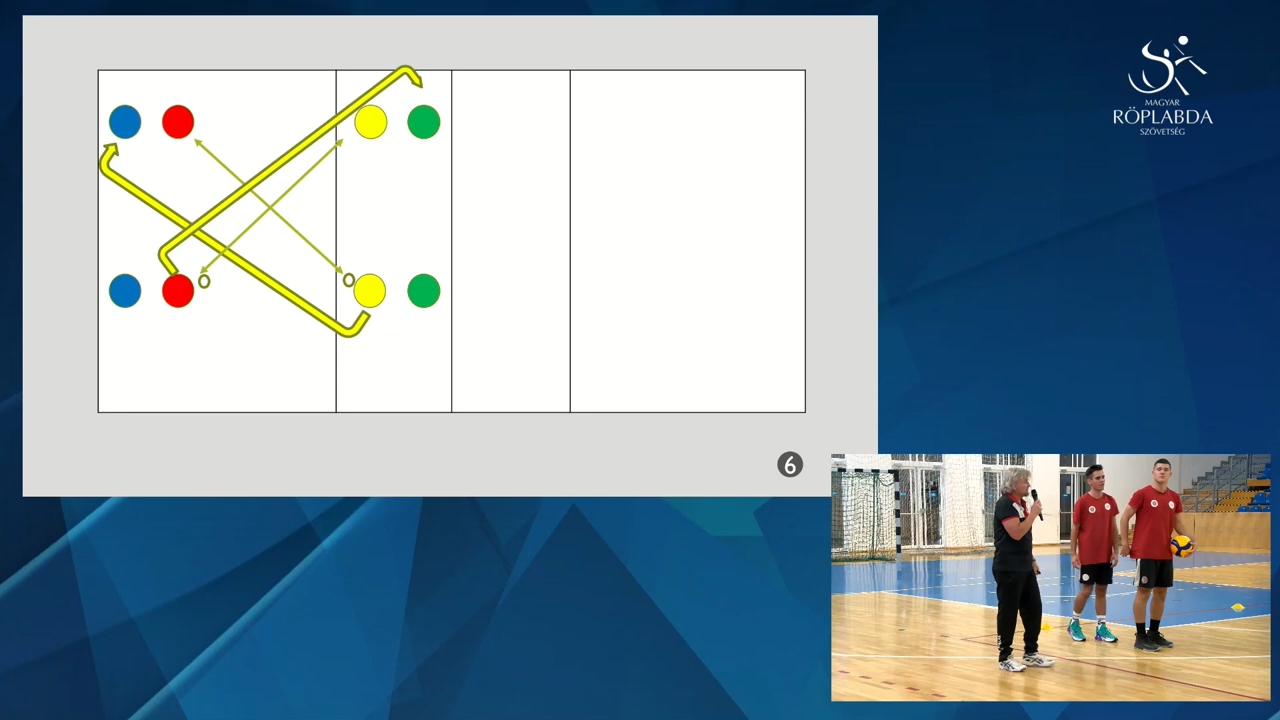 MAGYAR
RÖPLABDA
SZÖVETSÉG
O
O
6